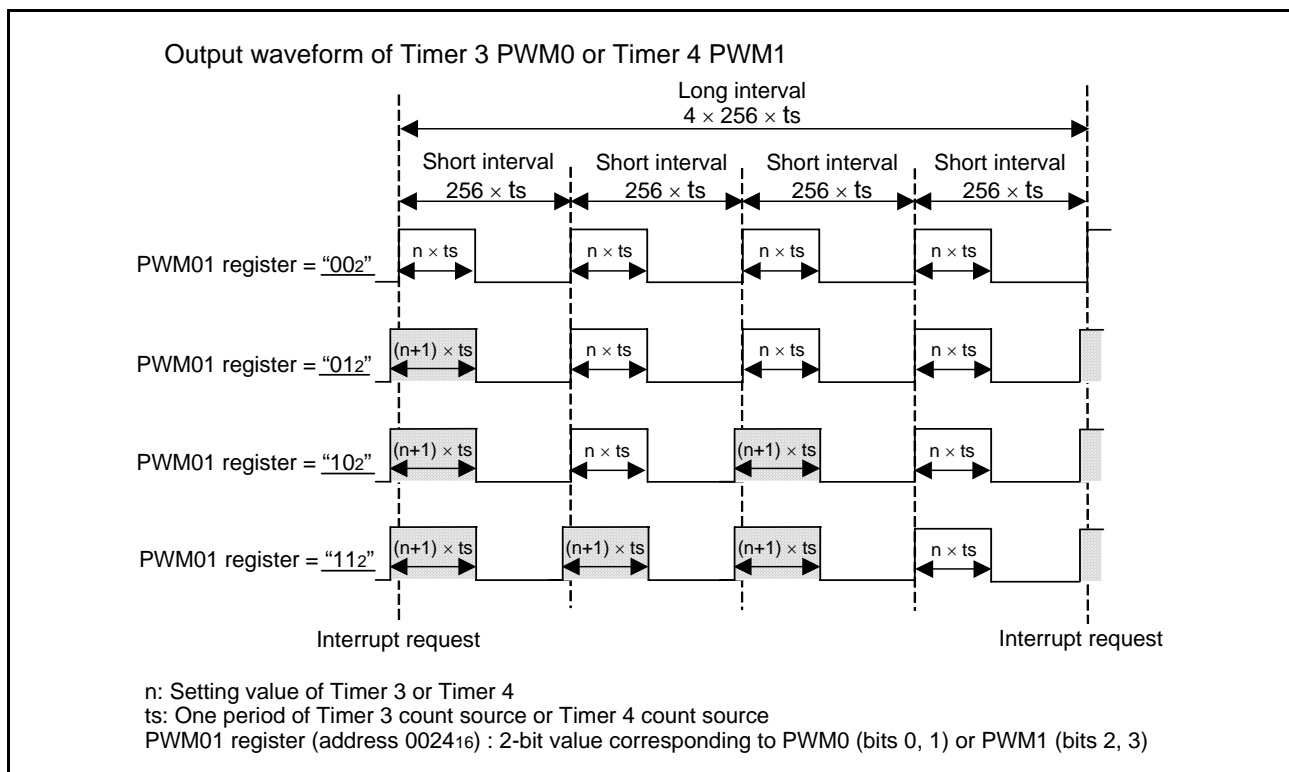 Output waveform of Timer 3 PWM0 or Timer 4 PWM1
Long interval
4 × 256 × ts
Short interval Short interval Short interval Short interval
256 × ts 256 × ts 256 × ts 256 × ts
PWM01 register = “002” n × ts n × ts n × ts n × ts
PWM01 register = “012” (n+1) × ts n × ts n × ts n × ts
PWM01 register = “102” (n+1) × ts n × ts (n+1) × ts n × ts
PWM01 register = “112” (n+1) × ts (n+1) × ts (n+1) × ts n × ts
Interrupt request Interrupt request
n: Setting value of Timer 3 or Timer 4
ts: One period of Timer 3 count source or Timer 4 count source
PWM01 register (address 002416) : 2-bit value corresponding to PWM0 (bits 0, 1) or PWM1 (bits 2, 3)